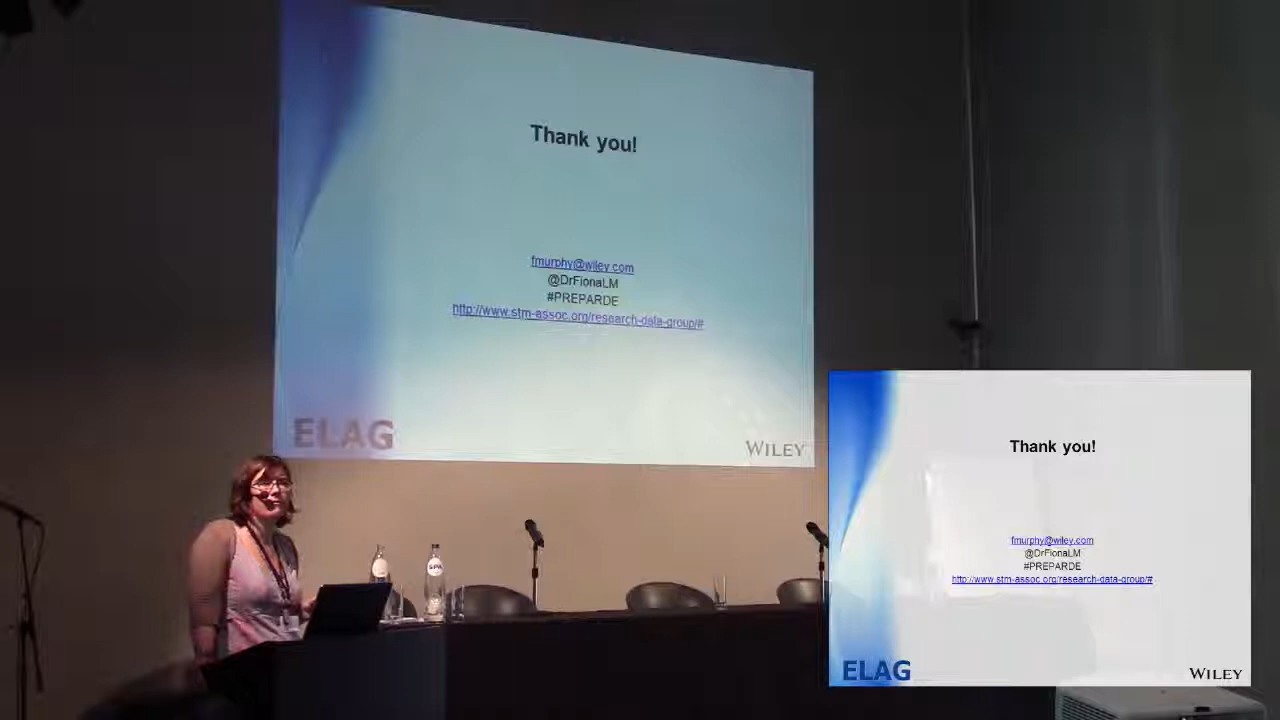 Thank you!
fmurphy@wiley.com
@DrFionaLM
#PREPARDE
http://www.stm-assoc.org/research-data-group/#
ELAG
WILEY
SPA
Thank you!
fmurphy@wiley.com
@DrFionaLM
#PREPARDE
http://www.stm-assoc.org/research-data-group/#
ELAG
WILEY